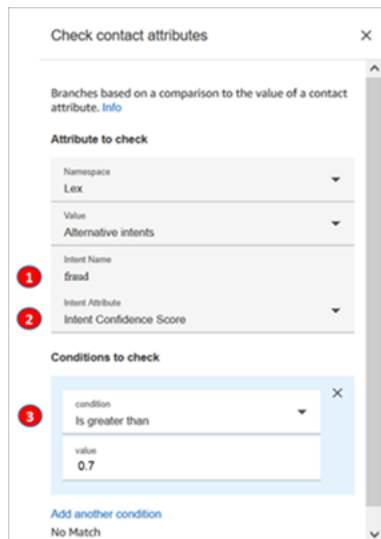 Check contact attributes
Branches based on a comparison to the value of a contact
attribute. Info
Attribute to check
Namespace
Lex
Value
Alternative intents
Intent Name
1
fraud
Intent Attribute
2
Intent Confidence Score
Conditions to check
condition
3
Is greater than
value
0.7
Add another condition
No Match